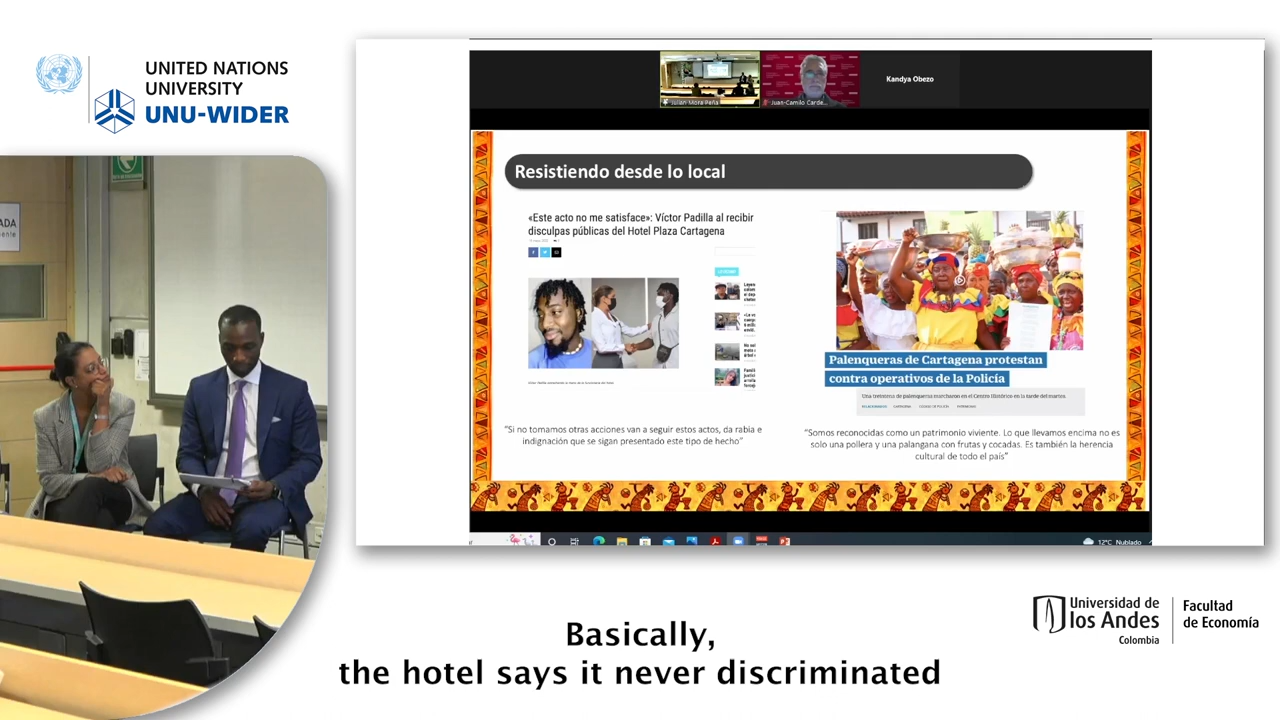 UNITED NATIONS
UNIVERSITY
UNU-WIDER
Julian Mora Peña
Juan-Camilo Carde...
Kandya Obezo
Resistiendo desde lo local
«Este acto no me satisface»: Víctor Padilla al recibir
disculpas públicas del Hotel Plaza Cartagena
"Si no tomamos otras acciones van a seguir estos actos, da rabia e
indignación que se sigan presentado este tipo de hecho"
Palenqueras de Cartagena protestan
contra operativos de la Policía
Una treintena de palenqueras marcharon en el Centro Histórico en la tarde del martes.
"Somos reconocidas como un patrimonio viviente. Lo que llevamos encima no es
solo una pollera y una palangana con frutas y cocadas. Es también la herencia
cultural de todo el país"
12°C Nublado
Basically,
the hotel says it never discriminated
Universidad de
los Andes
Colombia
Facultad
de Economía